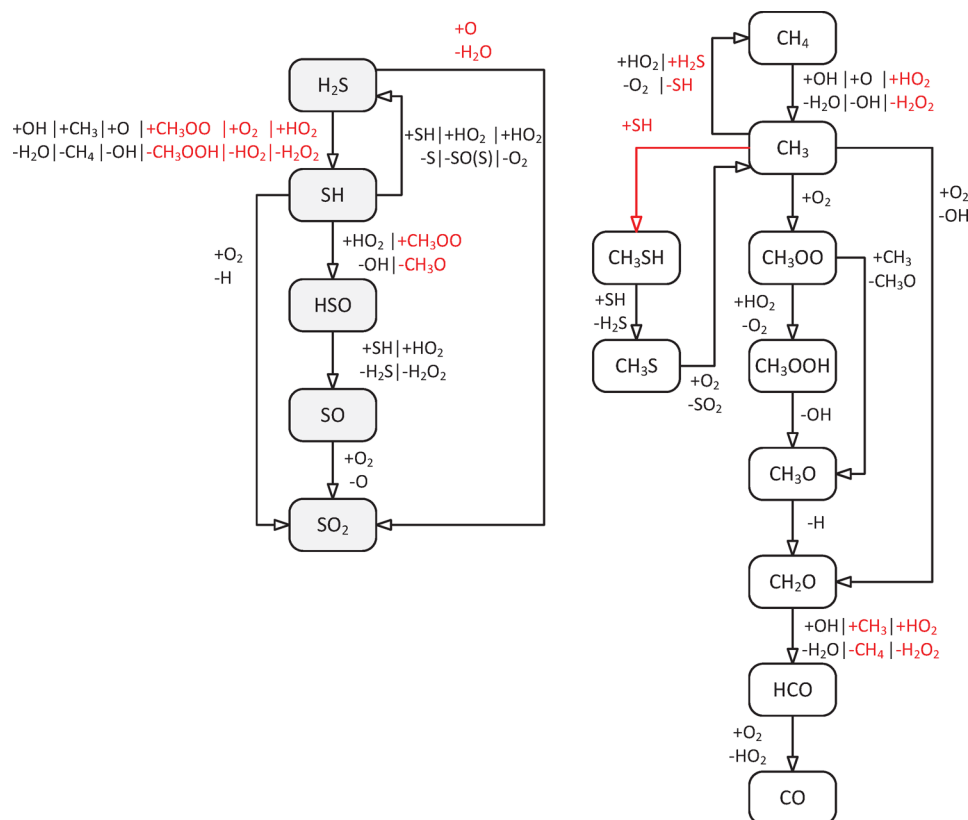 +O
-H₂O
H₂S
+OH|+CH₃|+O |+CH₃OO |+O₂ |+HO₂
-H₂O|-CH₄|-OH|-CH₃OOH|-HO₂|-H₂O₂
+SH|+HO₂ |+HO₂
-S|-SO(S)|-O₂
SH
+O₂
-H
+HO₂ |+CH₃OO
-OH|-CH₃O
HSO
+SH|+HO₂
-H₂S|-H₂O₂
SO
+O₂
-O
SO₂
CH₄
+HO₂|+H₂S
-O₂ |-SH
+OH |+O |+HO₂
-H₂O|-OH|-H₂O₂
+SH
CH₃
+O₂
-OH
+O₂
CH₃SH
CH₃OO
+CH₃
-CH₃O
+SH
-H₂S
+HO₂
-O₂
CH₃S
CH₃OOH
+O₂
-SO₂
-OH
CH₃O
-H
CH₂O
+OH|+CH₃|+HO₂
-H₂O|-CH₄|-H₂O₂
HCO
+O₂
-HO₂
CO